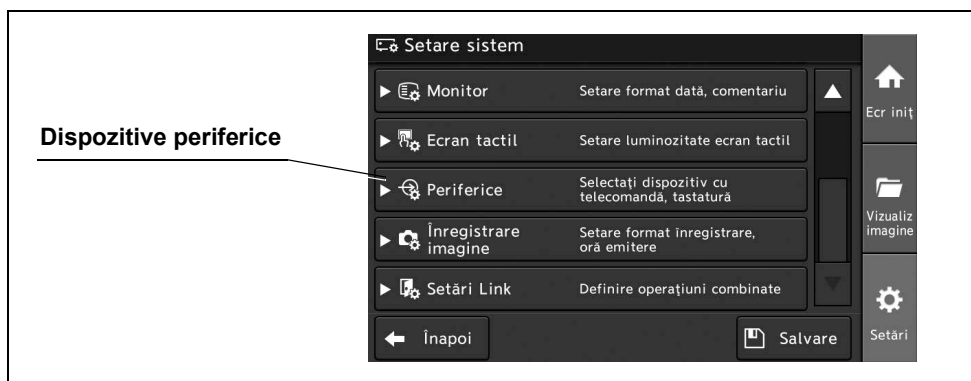 Setare sistem
Monitor
Setare format dată, comentariu
Ecr iniț
Dispozitive periferice
Ecran tactil
Setare luminozitate ecran tactil
Periferice
Selectați dispozitiv cu
telecomandă, tastatură
Vizualiz
imagine
Înregistrare
imagine
Setare format înregistrare,
oră emitere
Setări Link
Definire operațiuni combinate
Înapoi
Salvare
Setări